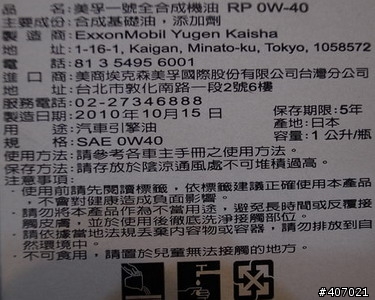 品　　名: 美孚一號全合成機油 RP 0W-40
主要成份: 合成基礎油，添加劑
製 造 商: ExxonMobil Yugen Kaisha
地　　址: 1-16-1, Kaigan, Minato-ku, Tokyo, 1058572
電　　話: 81 3 5495 6001
進 口 商: 美商埃克森美孚國際股份有限公司台灣分公司
地　　址: 台北市敦化南路一段2號6樓
服務電話: 02-27346888
製造日期: 2010年10月15日 保存期限: 5年
用　　途: 汽車引擎油 產地: 日本
規　　格: SAE 0W40 容量: 1 公升/瓶
使用方法: 請參考各車主手冊之使用方法。
保存方法: 請存放於陰涼通風處不可堆積過高。
注意事項:
· 使用前請先閱讀標籤，依標籤建議正確使用本產品
，不會對健康造成負面影響。
· 請勿將本產品作為不當用途，避免長時間或反覆接
觸皮膚，並於使用後徹底洗淨接觸部位。
· 請依據當地法規丟棄內容物或容器，請勿排放到自
然環境中。
· 不可食用，請置於兒童無法接觸的地方。
#407021